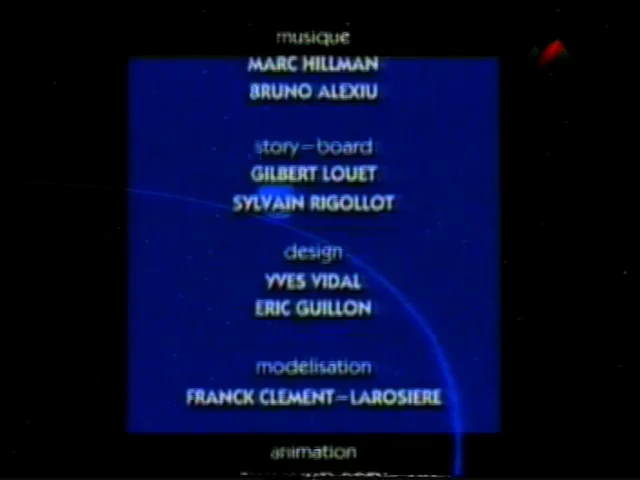 musique
MARC HILLMAN
BRUNO ALEXIU
story-board
GILBERT LOUET
SYLVAIN RIGOLLOT
design
YVES VIDAL
ERIC GUILLON
modelisation
FRANCK CLEMENT-LAROSIERE
animation